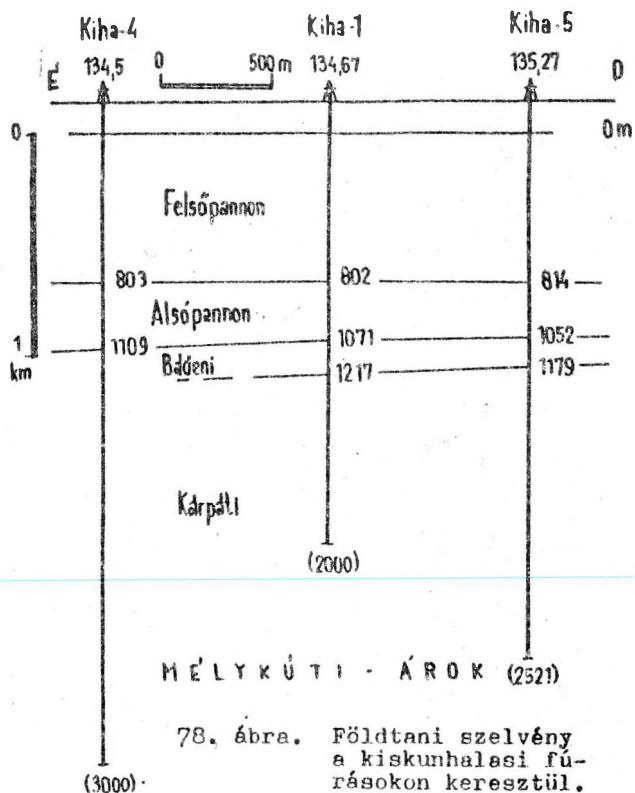 Kiha-4 Kiha-1 Kiha-5
134,5 0 500 m 134,67 135,27
É D
0 0 m
Felsőpannon
803 802 814
Alsópannon
1109 1071 1052
1
km
Bádeni
1217 1179
Kárpáti
(2000)
MÉLYKÚTI - ÁROK (2521)
78. ábra. Földtani szelvény
a kiskunhalasi fú-
rásokon keresztül.
(3000)